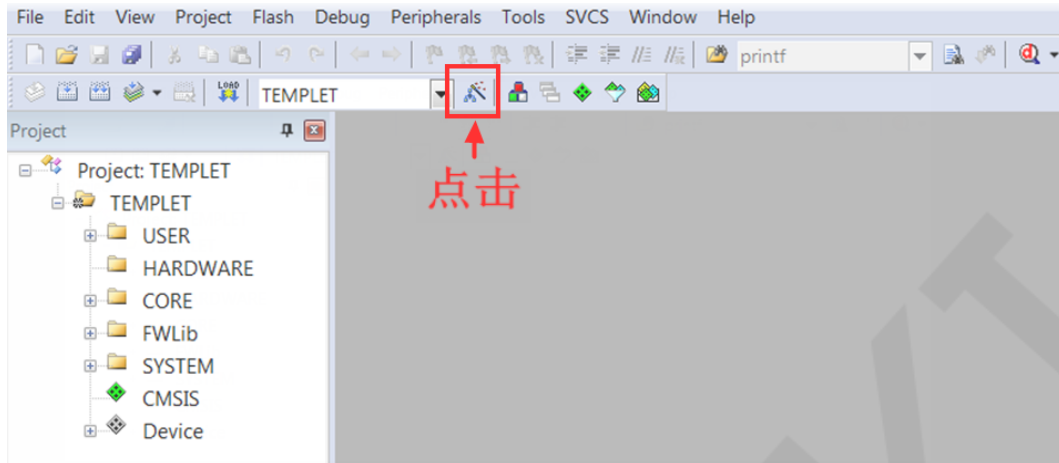 File Edit View Project Flash Debug Peripherals Tools SVCS Window Help
printf
LOAD TEMPLET
Project
点击
Project: TEMPLET
TEMPLET
USER
HARDWARE
CORE
FWLib
SYSTEM
CMSIS
Device